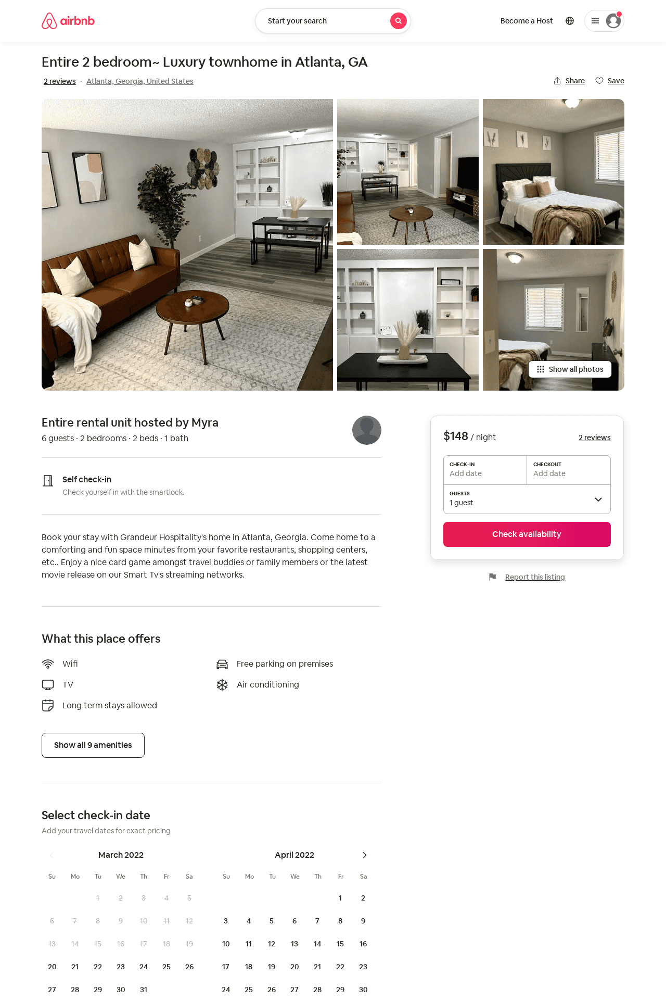 airbnb
Start your search
Become a Host
Entire 2 bedroom~ Luxury townhome in Atlanta, GA
2 reviews · Atlanta, Georgia, United States
Share
Save
Show all photos
Entire rental unit hosted by Myra
6 guests · 2 bedrooms · 2 beds · 1 bath
Self check-in
Check yourself in with the smartlock.
Book your stay with Grandeur Hospitality's home in Atlanta, Georgia. Come home to a
comforting and fun space minutes from your favorite restaurants, shopping centers,
etc.. Enjoy a nice card game amongst travel buddies or family members or the latest
movie release on our Smart Tv's streaming networks.
$148 / night
2 reviews
CHECK-IN
Add date
CHECKOUT
Add date
GUESTS
1 guest
Check availability
Report this listing
What this place offers
Wifi
Free parking on premises
TV
Air conditioning
Long term stays allowed
Show all 9 amenities
Select check-in date
Add your travel dates for exact pricing
March 2022
Su Mo Tu We Th Fr Sa
1 2 3 4 5
6 7 8 9 10 11 12
13 14 15 16 17 18 19
20 21 22 23 24 25 26
27 28 29 30 31
April 2022
Su Mo Tu We Th Fr Sa
1 2
3 4 5 6 7 8 9
10 11 12 13 14 15 16
17 18 19 20 21 22 23
24 25 26 27 28 29 30